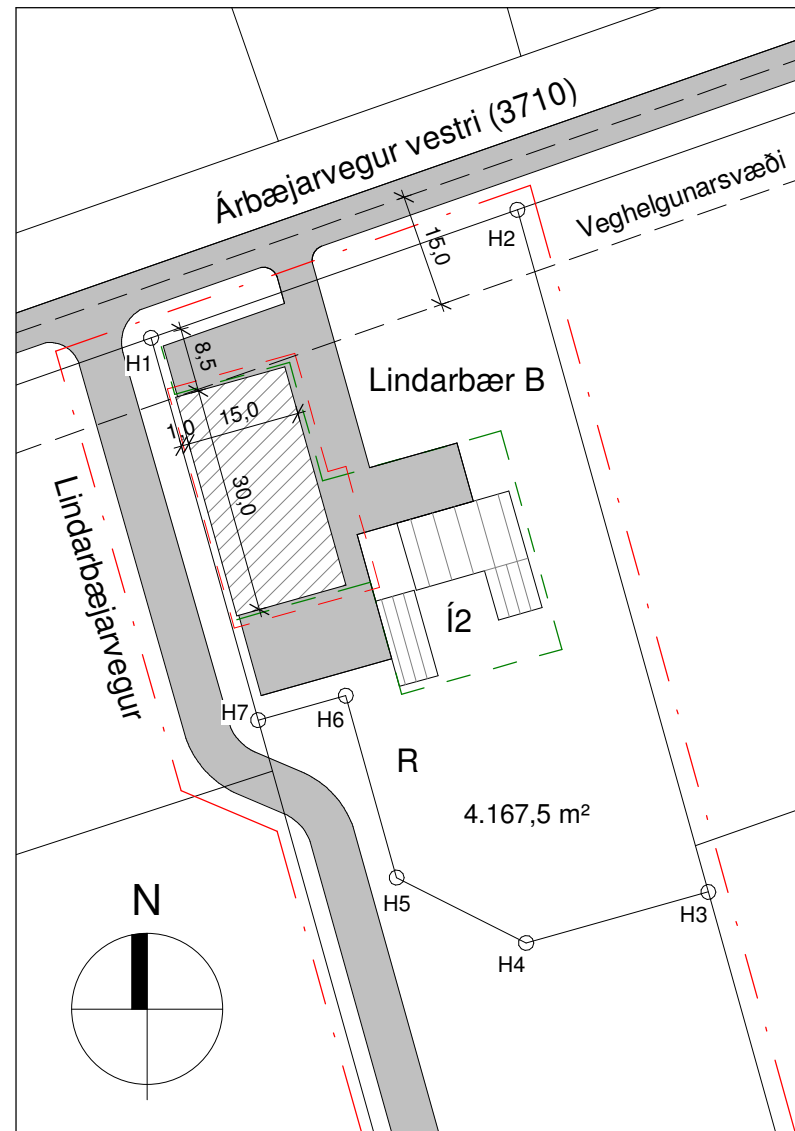 Árbæjarvegur vestri (3710)
Veghelgunarsvæði
H2
15,0
H1
8,5
Lindarbær B
15,0
1,0
30,0
Lindarbæjarvegur
Í2
H7
H6
R
4.167,5 m²
H5
H3
H4
N